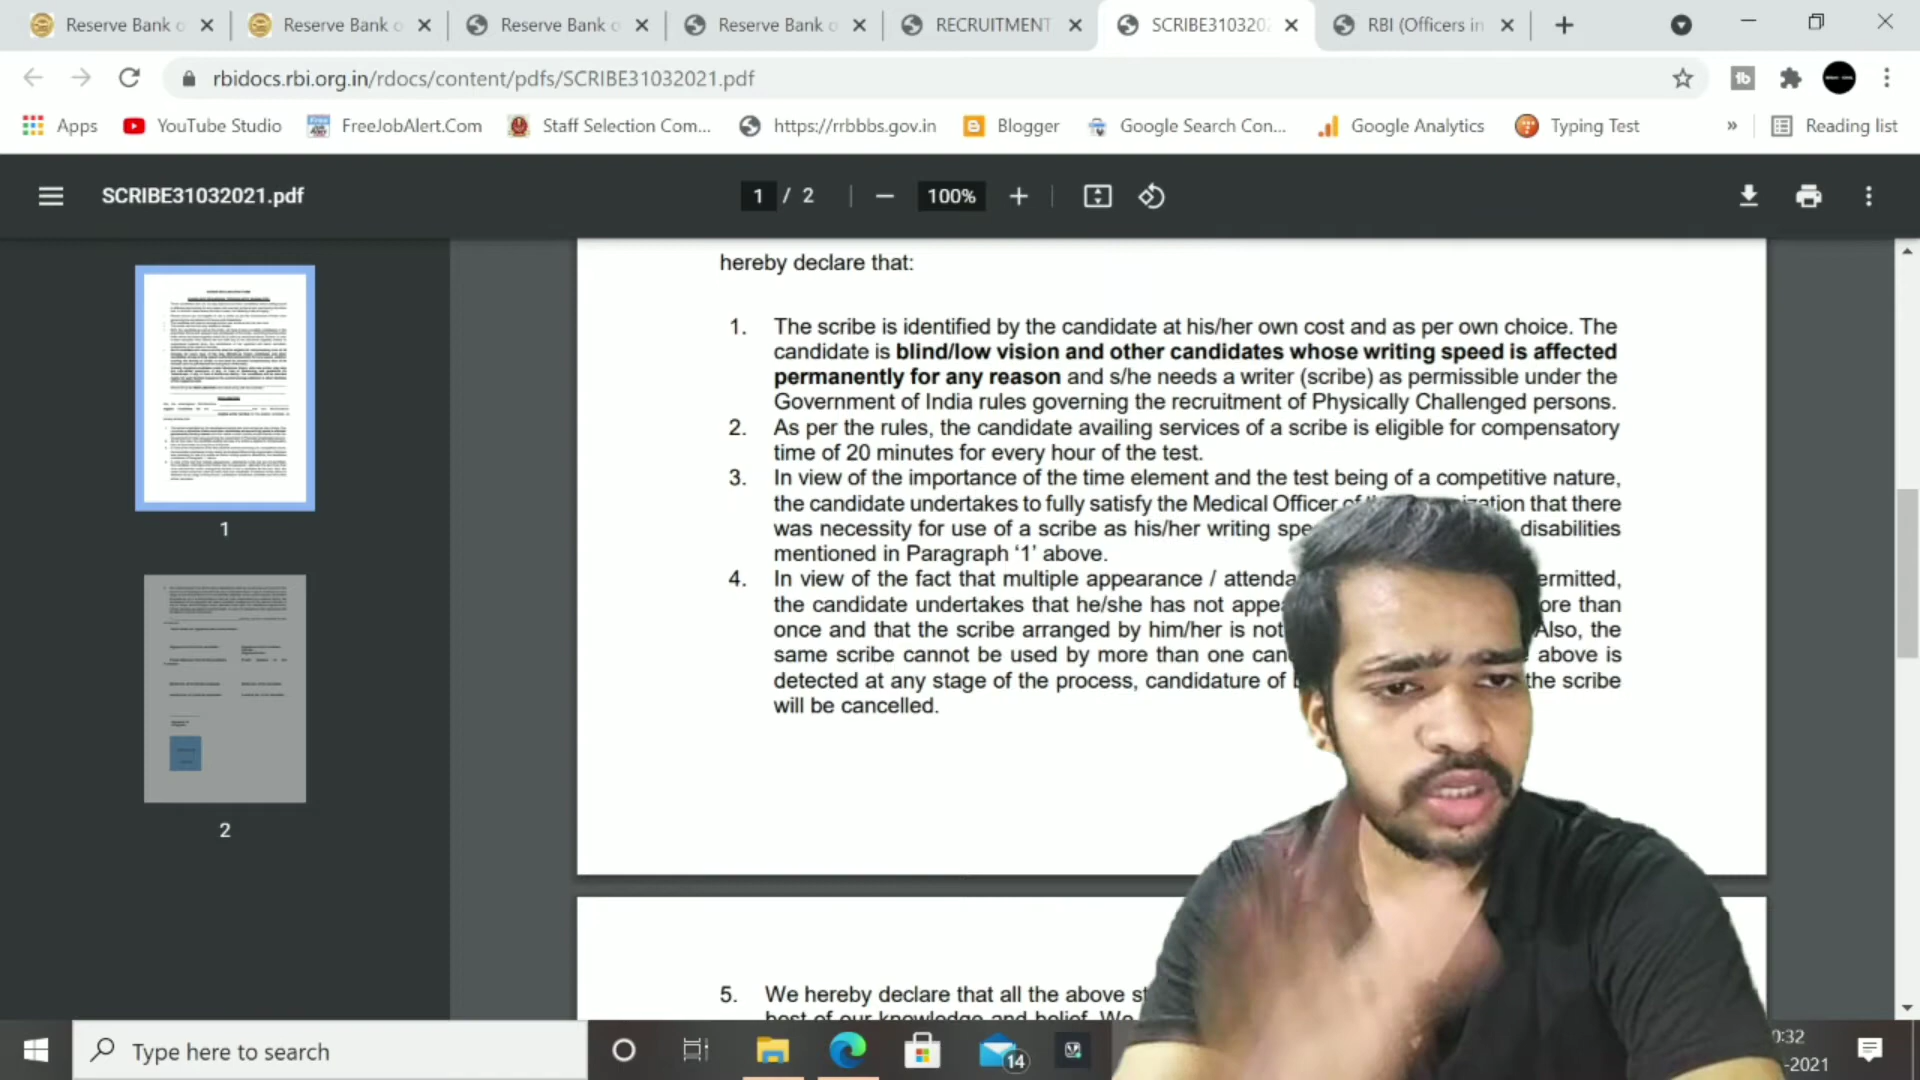 Reserve Bank o
Reserve Bank o
Reserve Bank o
Reserve Bank o
RECRUITMENT
SCRIBE3103202
RBI (Officers in
rbidocs.rbi.org.in/rdocs/content/pdfs/SCRIBE31032021.pdf
Apps
YouTube Studio
FreeJobAlert.Com
Staff Selection Com...
https://rrbbbs.gov.in
Blogger
Google Search Con...
Google Analytics
Typing Test
»
Reading list
SCRIBE31032021.pdf
1 / 2
100%
hereby declare that:
1. The scribe is identified by the candidate at his/her own cost and as per own choice. The
candidate is blind/low vision and other candidates whose writing speed is affected
permanently for any reason and s/he needs a writer (scribe) as permissible under the
Government of India rules governing the recruitment of Physically Challenged persons.
2. As per the rules, the candidate availing services of a scribe is eligible for compensatory
time of 20 minutes for every hour of the test.
3. In view of the importance of the time element and the test being of a competitive nature,
the candidate undertakes to fully satisfy the Medical Officer that there
was necessity for use of a scribe as his/her writing disabilities
mentioned in Paragraph ‘1’ above.
4. In view of the fact that multiple appearance /
the candidate undertakes that he/she has not than
once and that the scribe arranged by him/her is not Also, the
same scribe cannot be used by more than one above is
detected at any stage of the process, candidature of the scribe
will be cancelled.
5. We hereby declare that all the above
best of our knowledge and belief. We
1
2
Type here to search
14
0:32
-2021